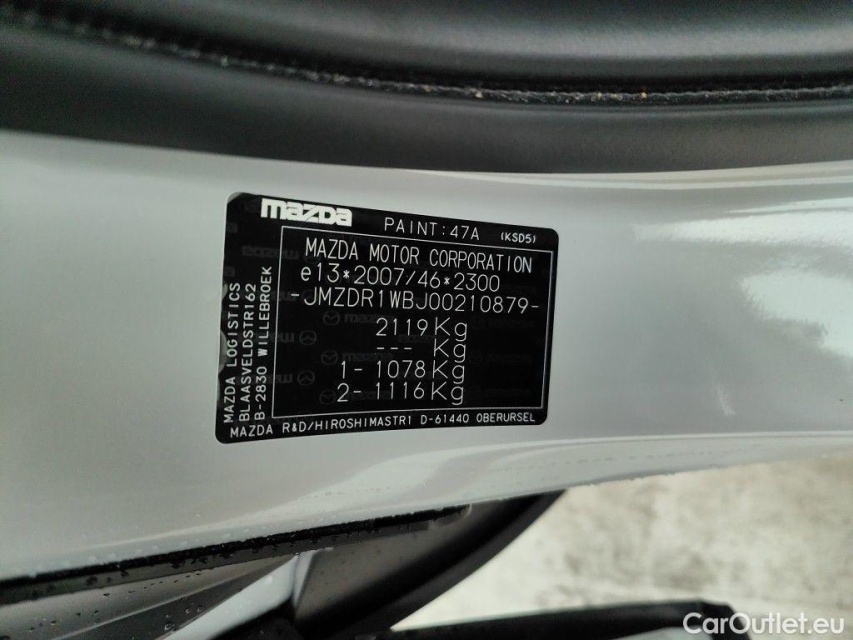 mazda PAINT:47A (KSD5)
MAZDA MOTOR CORPORATION
e13*2007/46*2300
-JMZDR1WBJ00210879-
2119Kg
--- Kg
1- 1078Kg
2- 1116Kg
MAZDA LOGISTICS
BLAASVELDSTR162
B-2830 WILLEBROEK
MAZDA R&D/HIROSHIMASTR1 D-61440 OBERURSEL
CarOutlet.eu